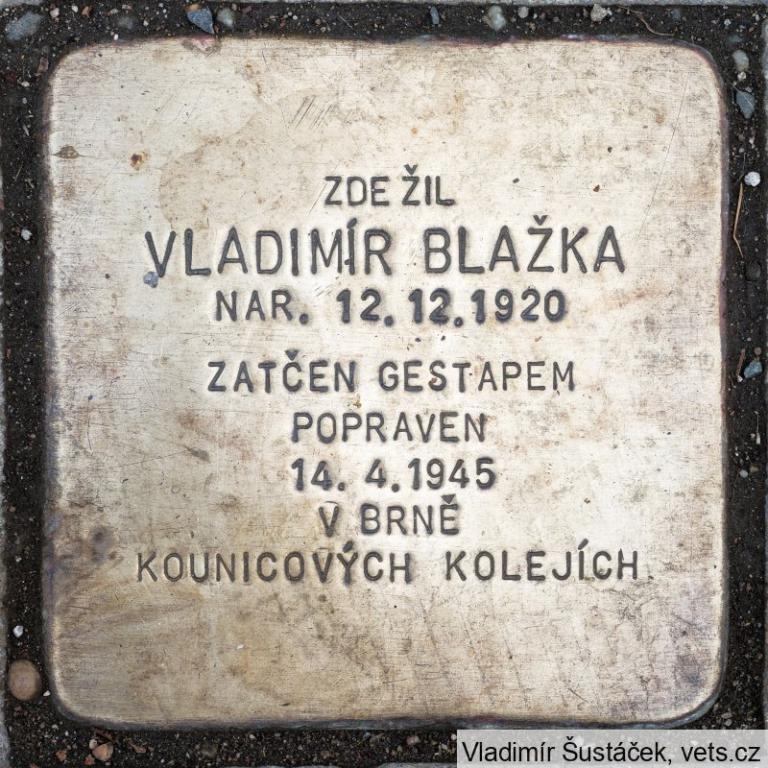 ZDE ŽIL
VLADIMÍR BLAŽKA
NAR. 12.12.1920
ZATČEN GESTAPEM
POPRAVEN
14. 4.1945
V BRNĚ
KOUNICOVÝCH KOLEJÍCH
Vladimír Šustáček, vets.cz